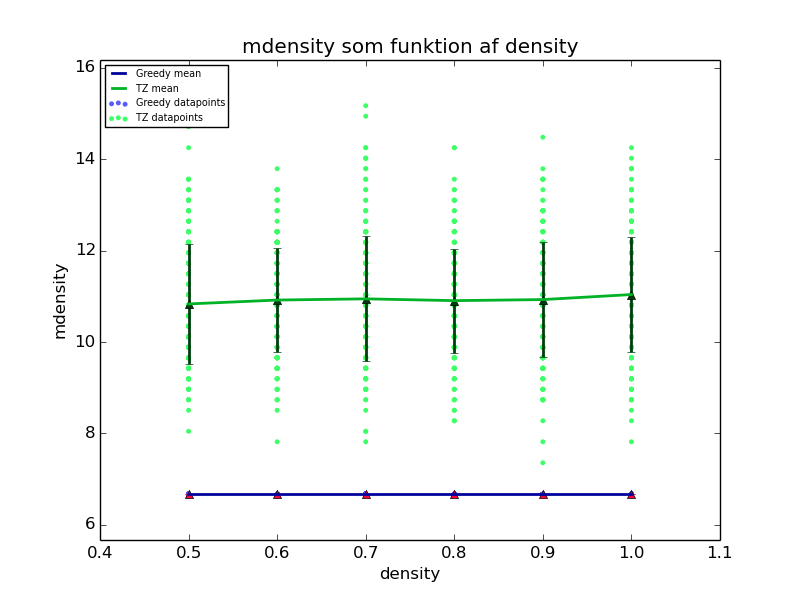 mdensity som funktion af density
Greedy mean
TZ mean
Greedy datapoints
TZ datapoints
16
14
12
10
8
6
mdensity
0.4 0.5 0.6 0.7 0.8 0.9 1.0 1.1
density